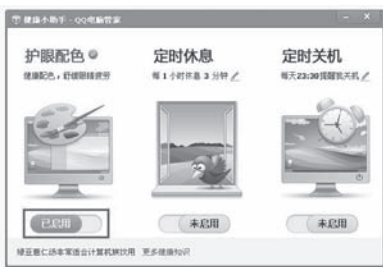 健康小助手 - QQ电脑管家
护眼配色 定时休息 定时关机
健康配色，舒缓眼睛疲劳 每 1 小时休息 3 分钟 每天23:30提醒我关机
已启用 未启用 未启用
绿豆薏仁汤非常适合计算机族饮用 更多健康知识